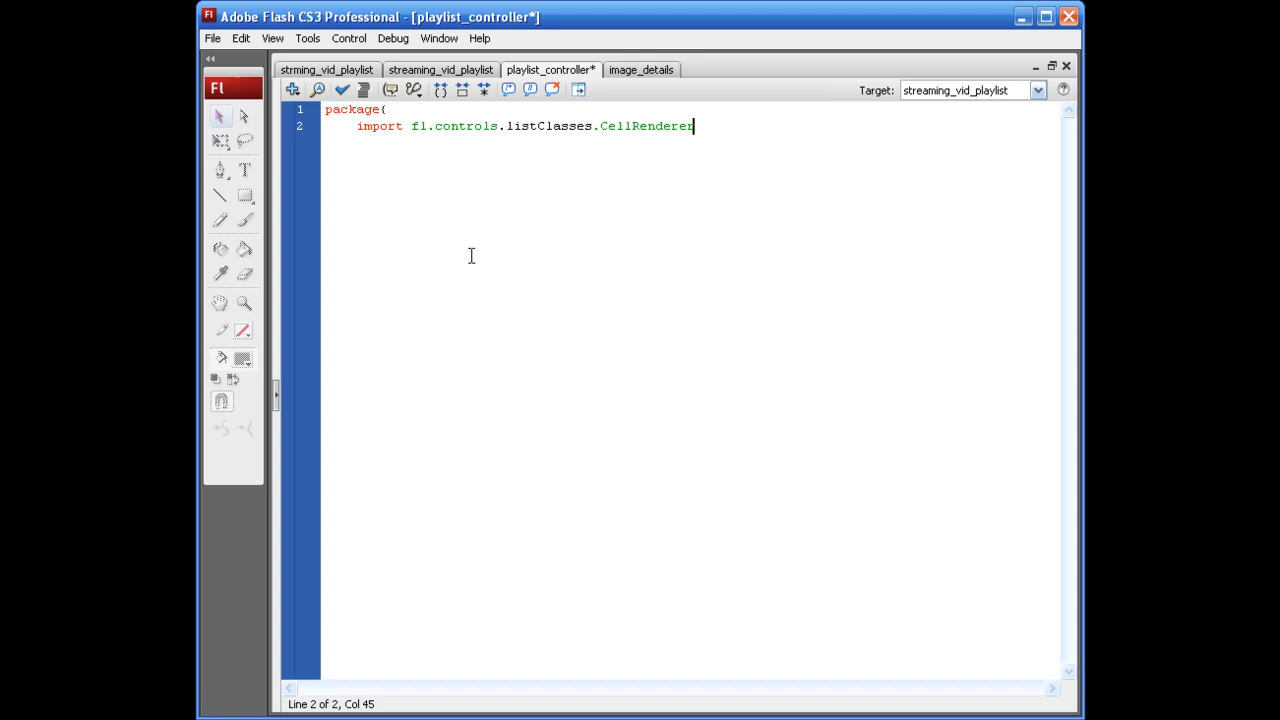 Adobe Flash CS3 Professional - [playlist_controller*]
File Edit View Tools Control Debug Window Help
strming_vid_playlist streaming_vid_playlist playlist_controller* image_details
Target: streaming_vid_playlist
Fl
1 package{
2 import fl.controls.listClasses.CellRenderer
Line 2 of 2, Col 45